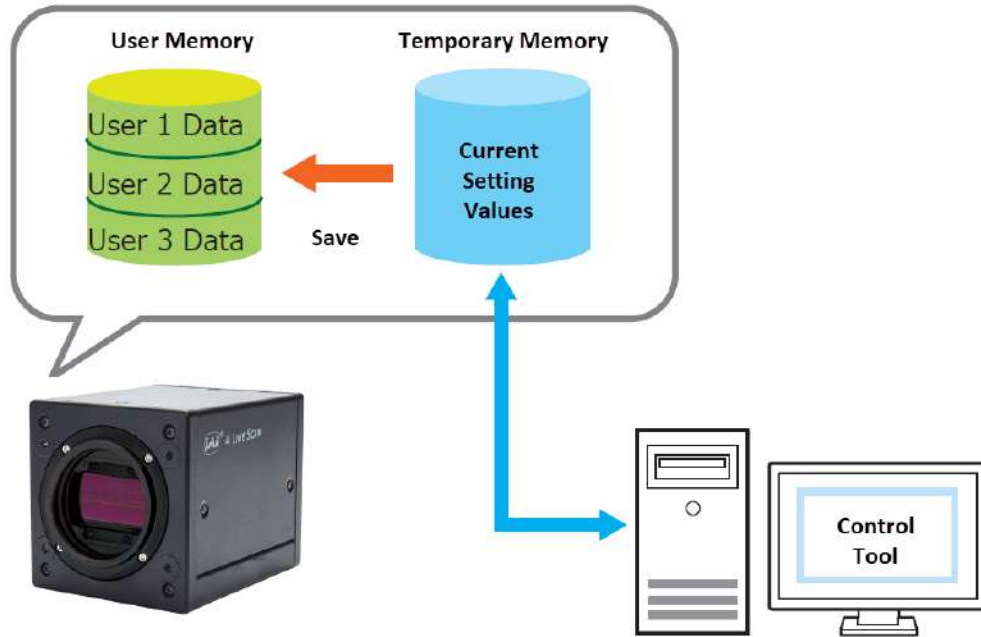 User Memory
Temporary Memory
User 1 Data
User 2 Data
User 3 Data
Current
Setting
Values
Save
Control
Tool